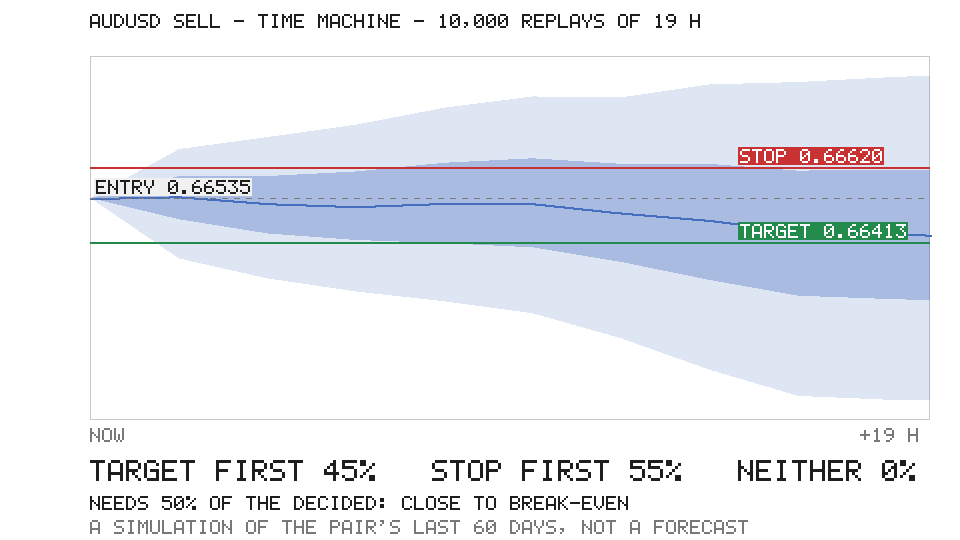 AUDUSD SELL - TIME MACHINE - 10,000 REPLAYS OF 19 H
STOP 0.66620
ENTRY 0.66535
TARGET 0.66413
NOW +19 H
TARGET FIRST 45% STOP FIRST 55% NEITHER 0%
NEEDS 50% OF THE DECIDED: CLOSE TO BREAK-EVEN
A SIMULATION OF THE PAIR'S LAST 60 DAYS, NOT A FORECAST